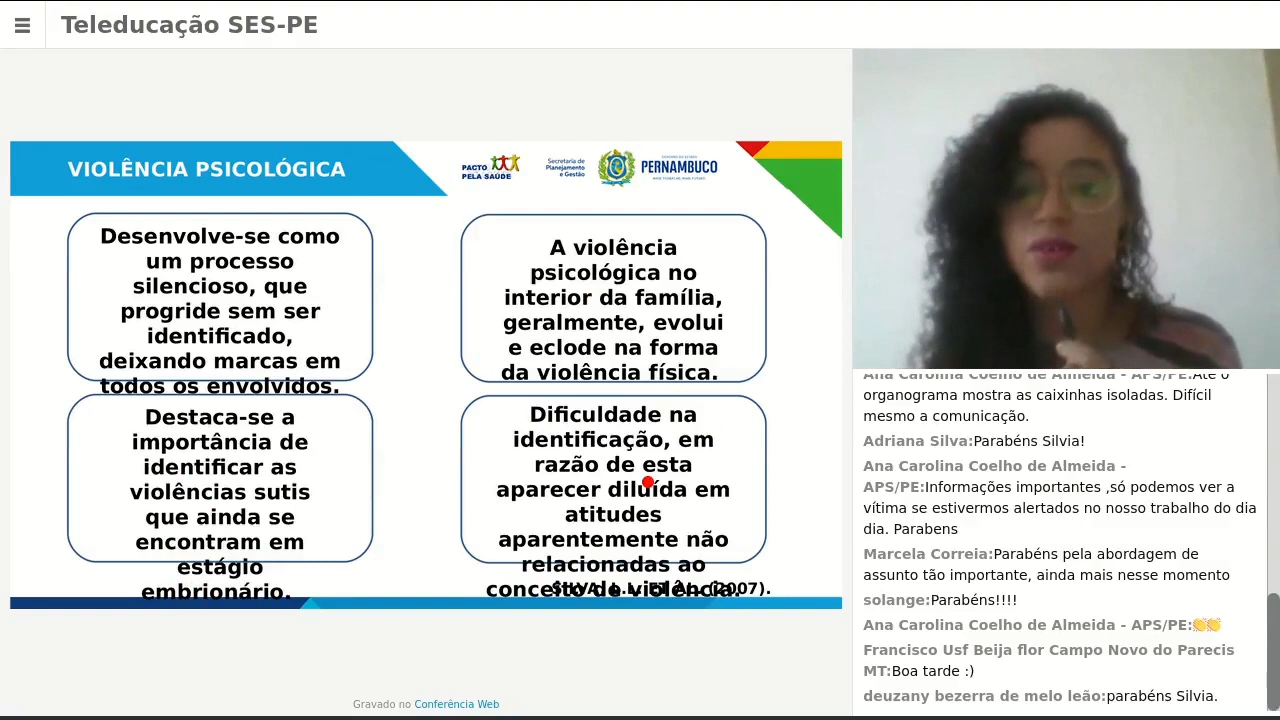 Teleducação SES-PE
VIOLÊNCIA PSICOLÓGICA
PACTO
PELA SAÚDE
Secretaria de
Planejamento
e Gestão
PERNAMBUCO
Desenvolve-se como
um processo
silencioso, que
progride sem ser
identificado,
deixando marcas em
todos os envolvidos.
A violência
psicológica no
interior da família,
geralmente, evolui
e eclode na forma
da violência física.
Destaca-se a
importância de
identificar as
violências sutis
que ainda se
encontram em
estágio
embrionário.
Dificuldade na
identificação, em
razão de esta
aparecer diluída em
atitudes
aparentemente não
relacionadas ao
conceito de violência.
(2007).
Gravado no Conferência Web
Ana Carolina Coelho de Almeida - APS/PE:Até o
organograma mostra as caixinhas isoladas. Difícil
mesmo a comunicação.
Adriana Silva:Parabéns Silvia!
Ana Carolina Coelho de Almeida -
APS/PE:Informações importantes ,só podemos ver a
vítima se estivermos alertados no nosso trabalho do dia
dia. Parabens
Marcela Correia:Parabéns pela abordagem de
assunto tão importante, ainda mais nesse momento
solange:Parabéns!!!!
Ana Carolina Coelho de Almeida - APS/PE:👏👏
Francisco Usf Beija flor Campo Novo do Parecis
MT:Boa tarde :)
deuzany bezerra de melo leão:parabéns Silvia.